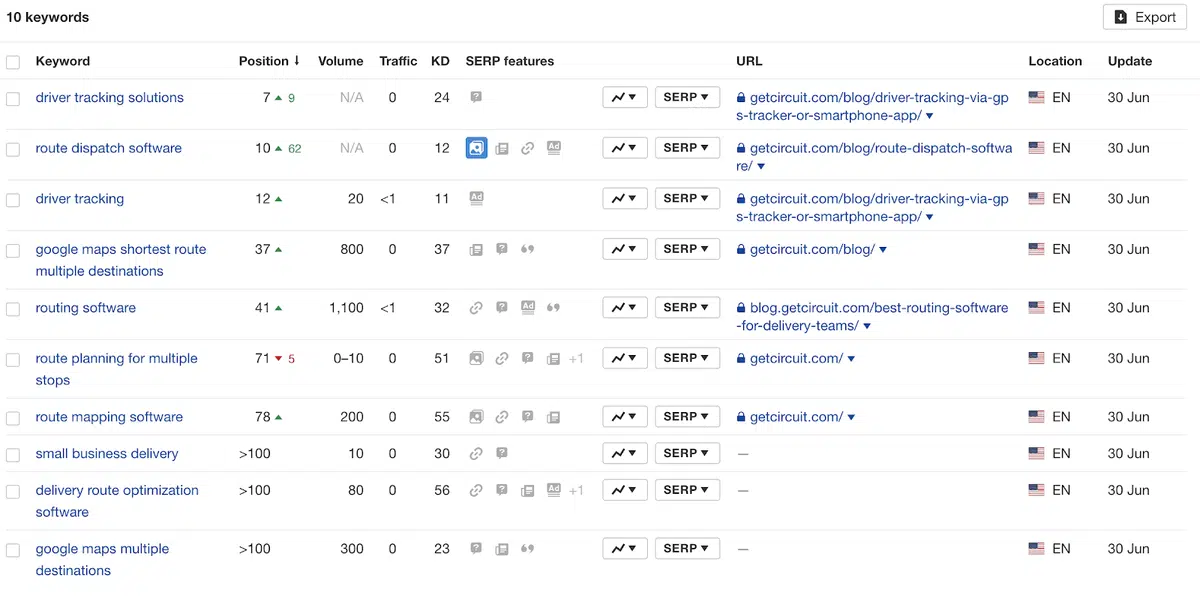 10 keywords
Export
Keyword Position ↓ Volume Traffic KD SERP features URL Location Update
driver tracking solutions 7 ▲ 9 N/A 0 24 ? ▼ SERP ▼ getcircuit.com/blog/driver-tracking-via-gp EN 30 Jun
s-tracker-or-smartphone-app/ ▼
route dispatch software 10 ▲ 62 N/A 0 12 Ad ▼ SERP ▼ getcircuit.com/blog/route-dispatch-softwa EN 30 Jun
re/ ▼
driver tracking 12 ▲ 20 <1 11 Ad ▼ SERP ▼ getcircuit.com/blog/driver-tracking-via-gp EN 30 Jun
s-tracker-or-smartphone-app/ ▼
google maps shortest route 37 ▲ 800 0 37 ? ▼ SERP ▼ getcircuit.com/blog/ ▼ EN 30 Jun
multiple destinations
routing software 41 ▲ 1,100 <1 32 ? Ad ▼ SERP ▼ blog.getcircuit.com/best-routing-software EN 30 Jun
-for-delivery-teams/ ▼
route planning for multiple 71 ▼ 5 0–10 0 51 ? +1 ▼ SERP ▼ getcircuit.com/ ▼ EN 30 Jun
stops
route mapping software 78 ▲ 200 0 55 ? ▼ SERP ▼ getcircuit.com/ ▼ EN 30 Jun
small business delivery >100 10 0 30 ? ▼ SERP ▼ — EN 30 Jun
delivery route optimization >100 80 0 56 ? Ad +1 ▼ SERP ▼ — EN 30 Jun
software
google maps multiple >100 300 0 23 ? ▼ SERP ▼ — EN 30 Jun
destinations